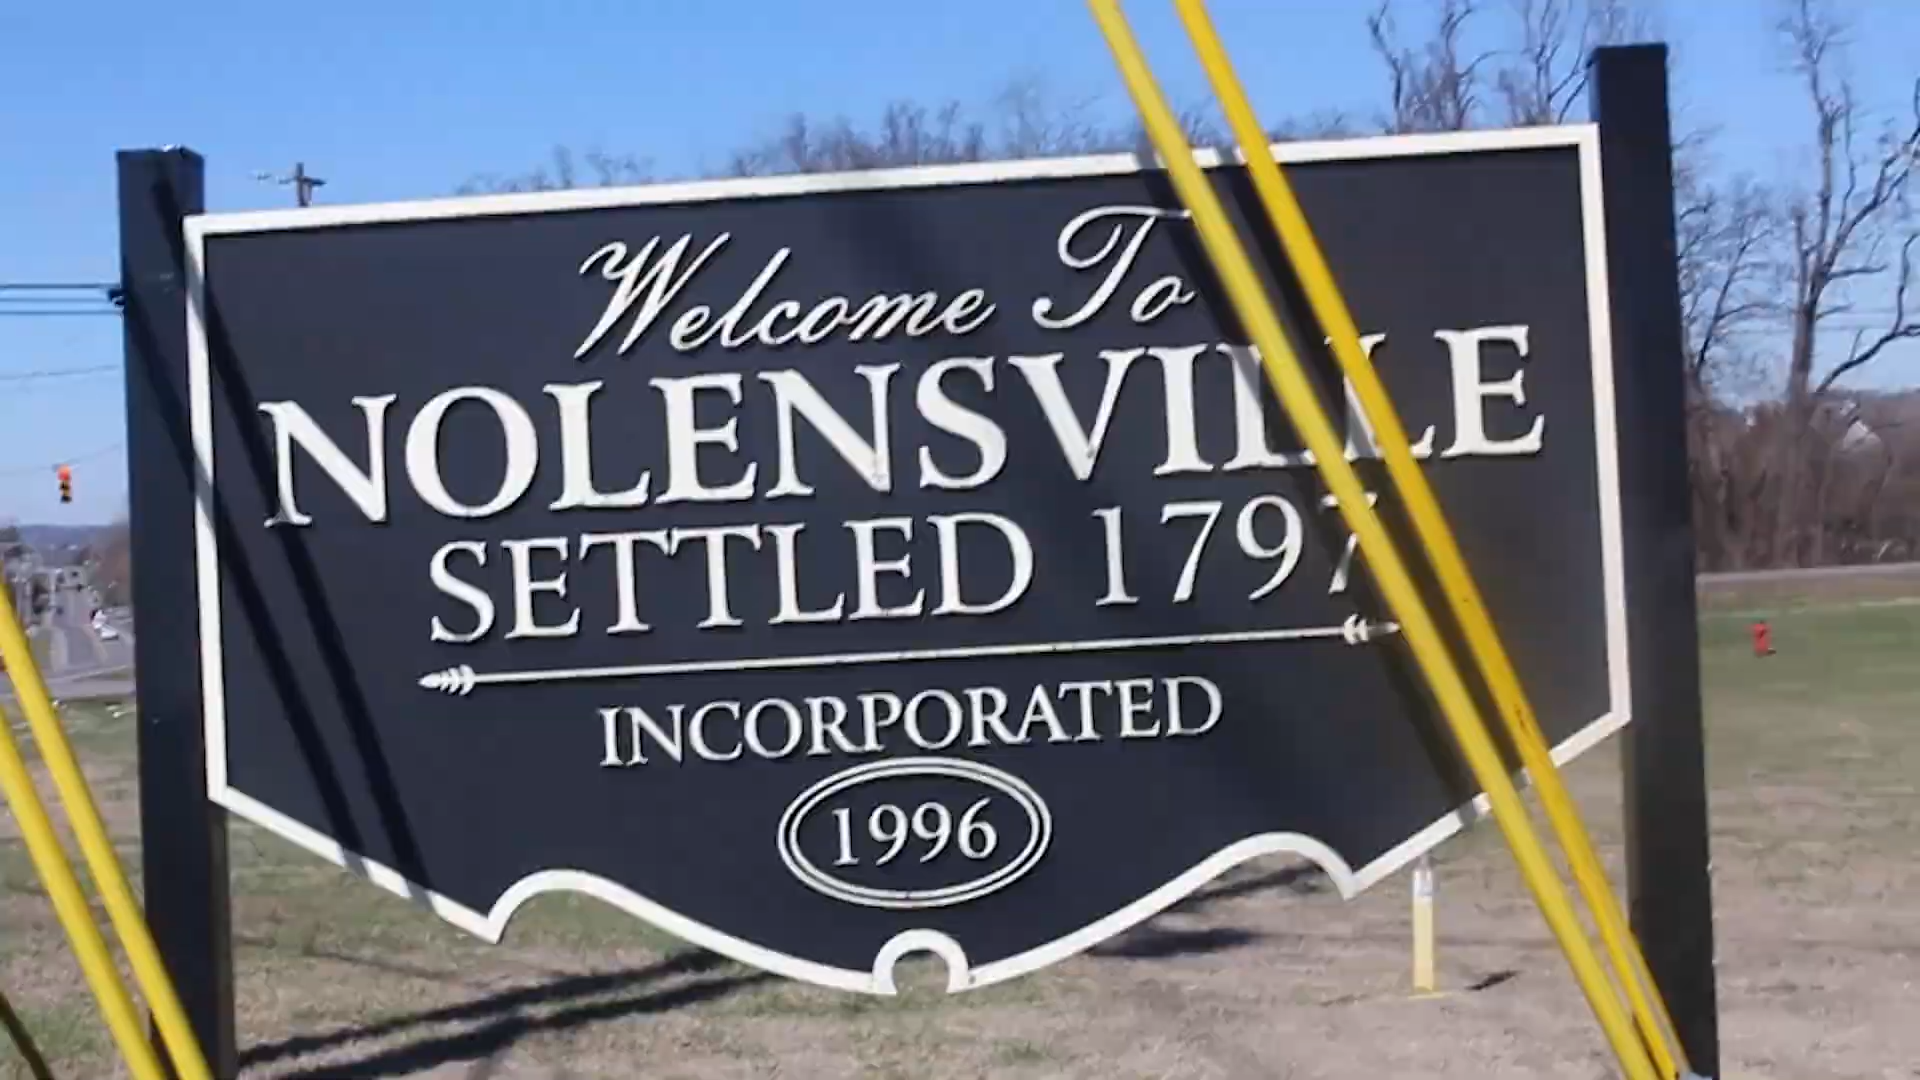 Welcome To
NOLENSVILLE
SETTLED 1797
INCORPORATED
1996